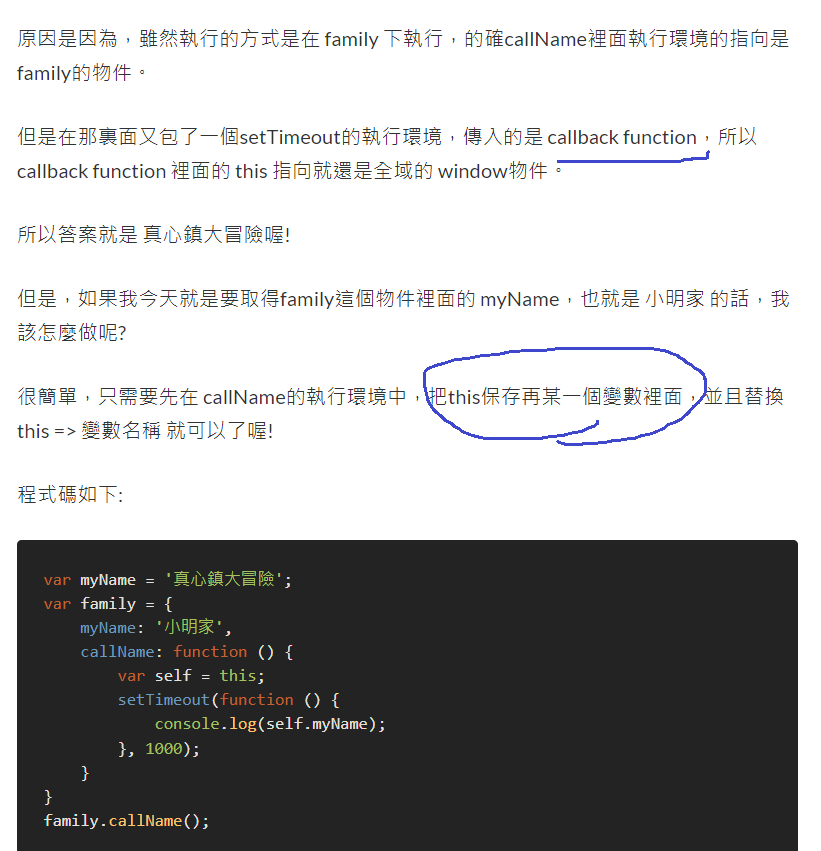 原因是因為，雖然執行的方式是在 family 下執行，的確callName裡面執行環境的指向是
family的物件。
但是在那裏面又包了一個setTimeout的執行環境，傳入的是 callback function，所以
callback function 裡面的 this 指向就還是全域的 window物件。
所以答案就是 真心鎮大冒險喔!
但是，如果我今天就是要取得family這個物件裡面的 myName，也就是 小明家 的話，我
該怎麼做呢?
很簡單，只需要先在 callName的執行環境中，把this保存再某一個變數裡面，並且替換
this => 變數名稱 就可以了喔!
程式碼如下:
var myName = '真心鎮大冒險';
var family = {
    myName: '小明家',
    callName: function () {
        var self = this;
        setTimeout(function () {
            console.log(self.myName);
        }, 1000);
    }
}
family.callName();